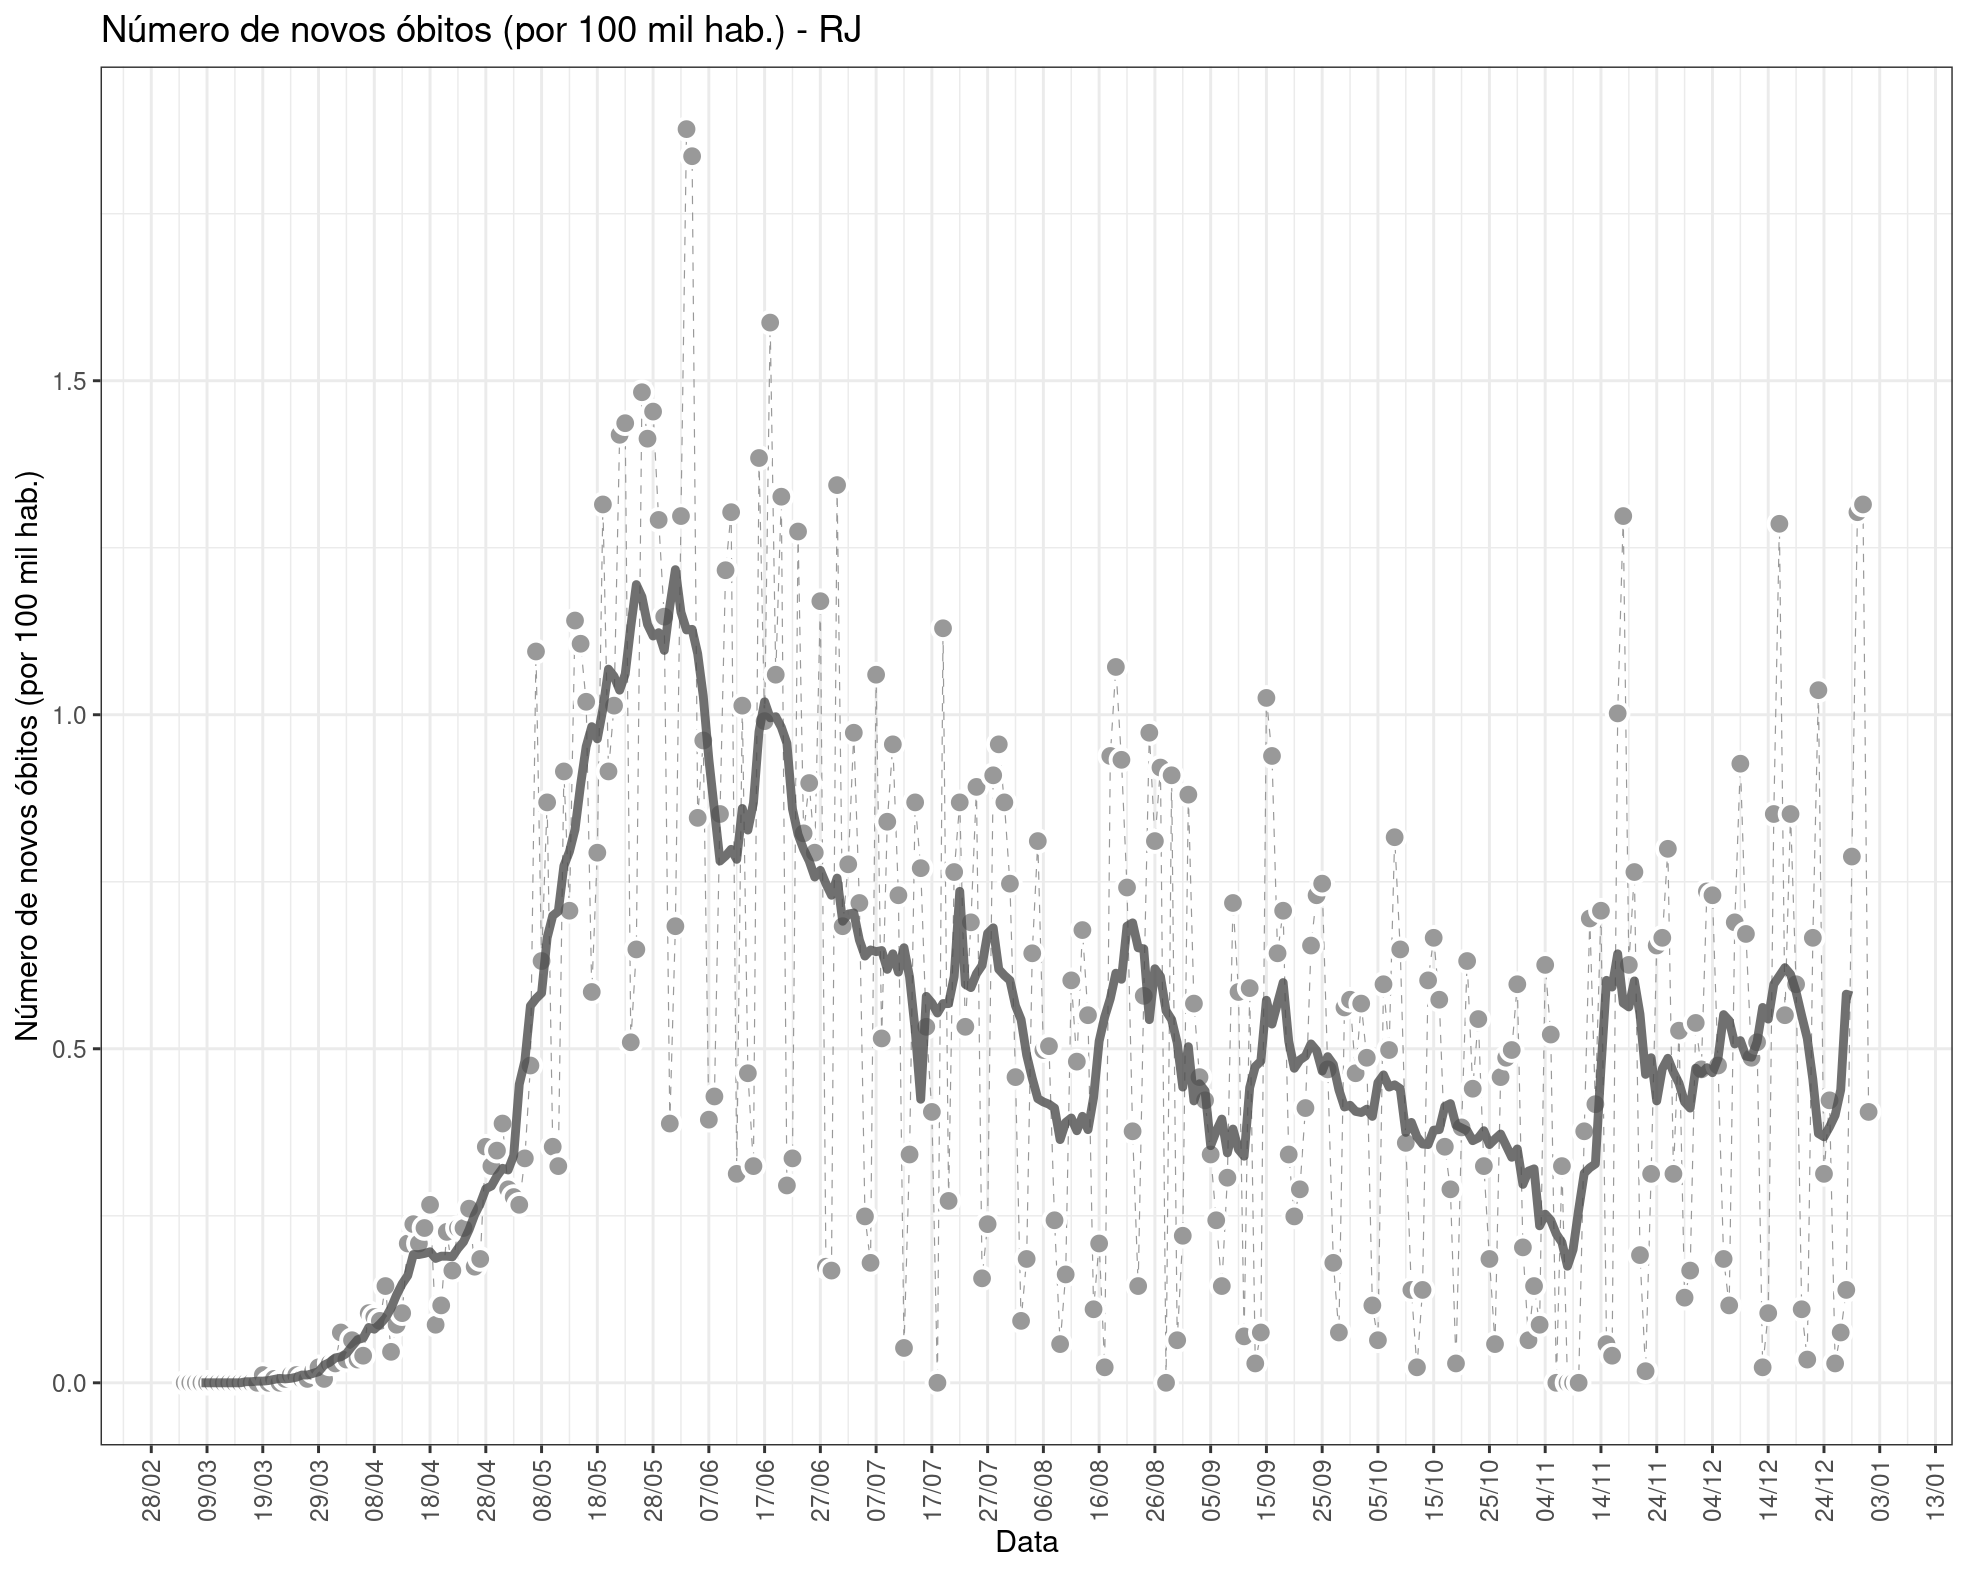 Número de novos óbitos (por 100 mil hab.) - RJ
Número de novos óbitos (por 100 mil hab.)
1.5
1.0
0.5
0.0
28/02 09/03 19/03 29/03 08/04 18/04 28/04 08/05 18/05 28/05 07/06 17/06 27/06 07/07 17/07 27/07 06/08 16/08 26/08 05/09 15/09 25/09 05/10 15/10 25/10 04/11 14/11 24/11 04/12 14/12 24/12 03/01 13/01
Data